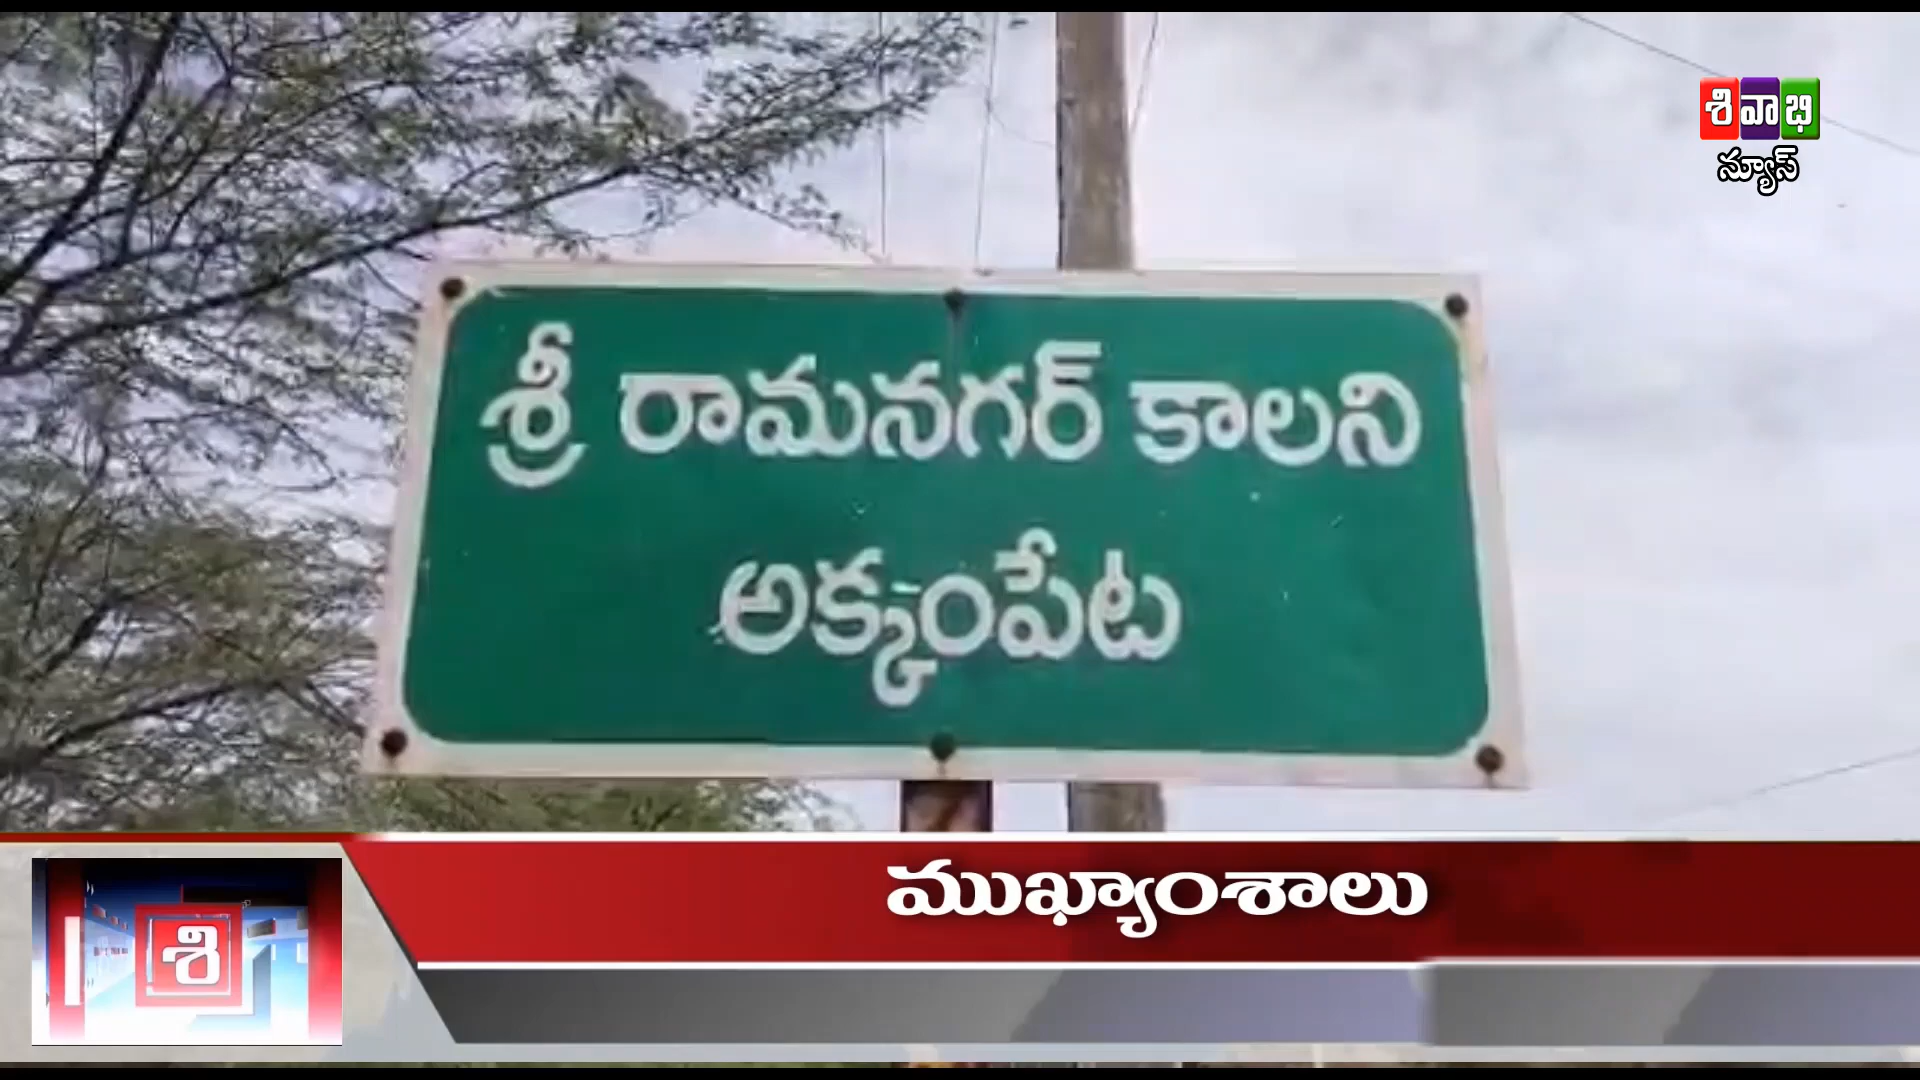 శివాభి
న్యూస్
శ్రీ రామనగర్ కాలని
అక్కంపేట
ముఖ్యాంశాలు
శి